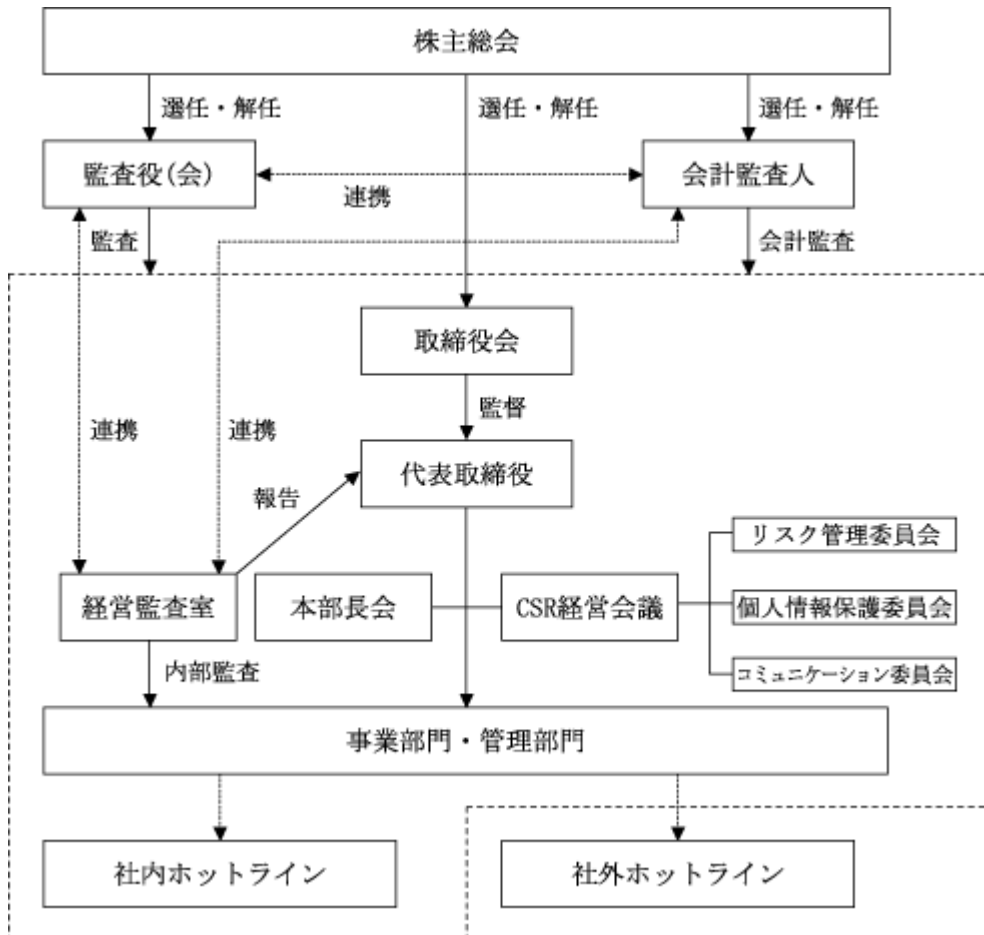 株主総会
選任・解任
選任・解任
選任・解任
監査役(会)
会計監査人
連携
監査
会計監査
取締役会
監督
連携
連携
代表取締役
報告
リスク管理委員会
経営監査室
本部長会
CSR経営会議
個人情報保護委員会
内部監査
コミュニケーション委員会
事業部門・管理部門
社内ホットライン
社外ホットライン